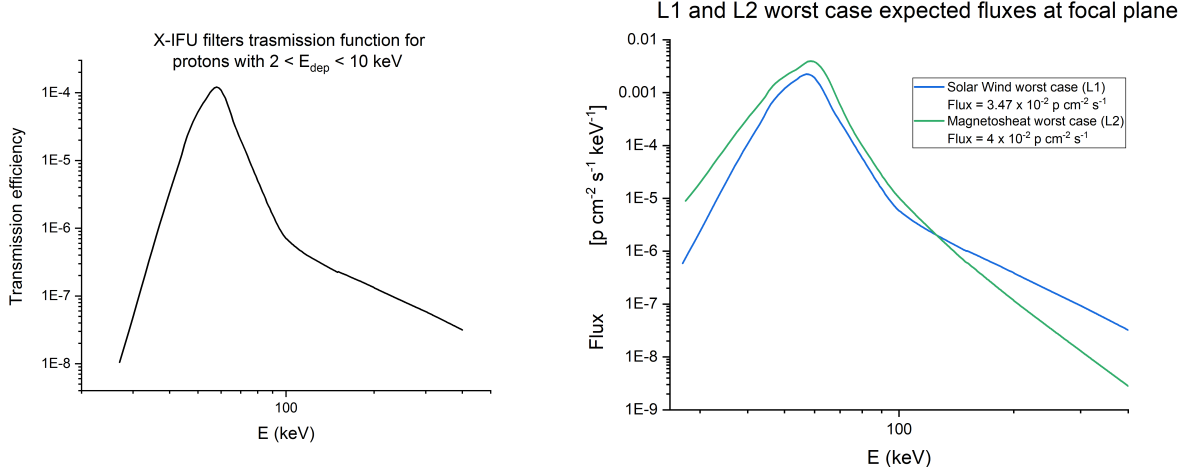 X-IFU filters trasmission function for
protons with 2 < E_dep < 10 keV
1E-4
1E-5
1E-6
1E-7
1E-8
Transmission efficiency
100
E (keV)
L1 and L2 worst case expected fluxes at focal plane
0.01
0.001
1E-4
1E-5
1E-6
1E-7
1E-8
1E-9
Flux [p cm⁻² s⁻¹ keV⁻¹]
Solar Wind worst case (L1)
Flux = 3.47 x 10⁻² p cm⁻² s⁻¹
Magnetosheat worst case (L2)
Flux = 4 x 10⁻² p cm⁻² s⁻¹
100
E (keV)